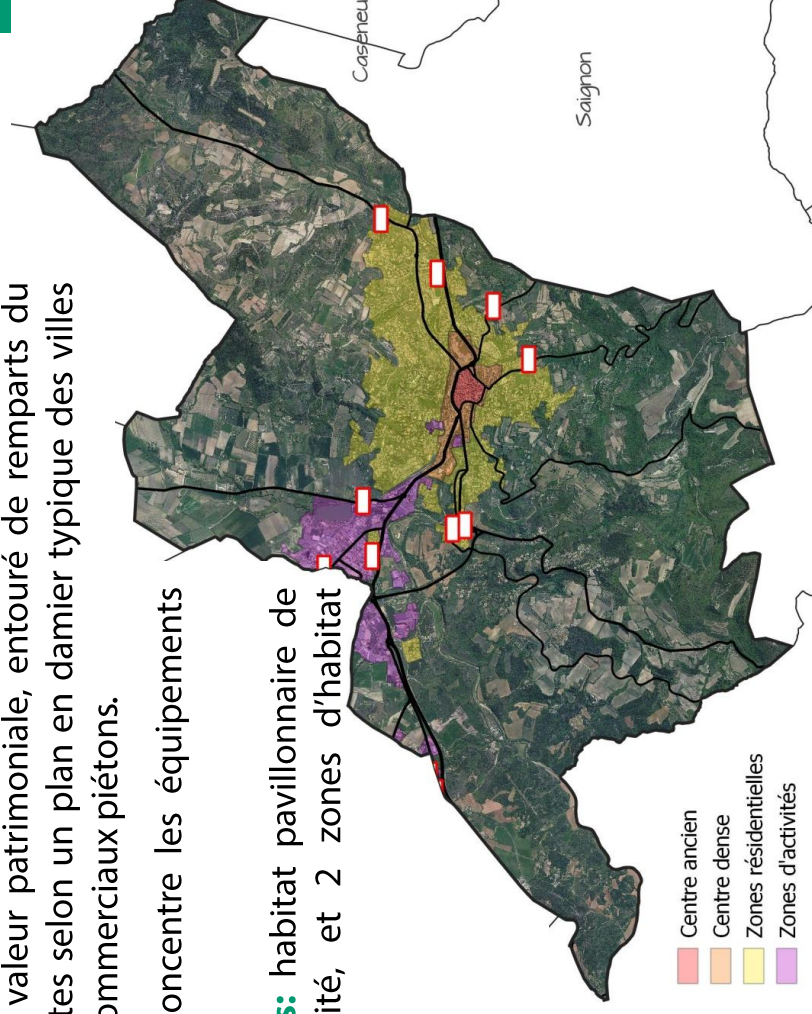 valeur patrimoniale, entouré de remparts du
tes selon un plan en damier typique des villes
ommerciaux piétons.
oncentre les équipements
s: habitat pavillonnaire de
ité, et 2 zones d'habitat
Caseneu
Saignon
Centre ancien
Centre dense
Zones résidentielles
Zones d'activités